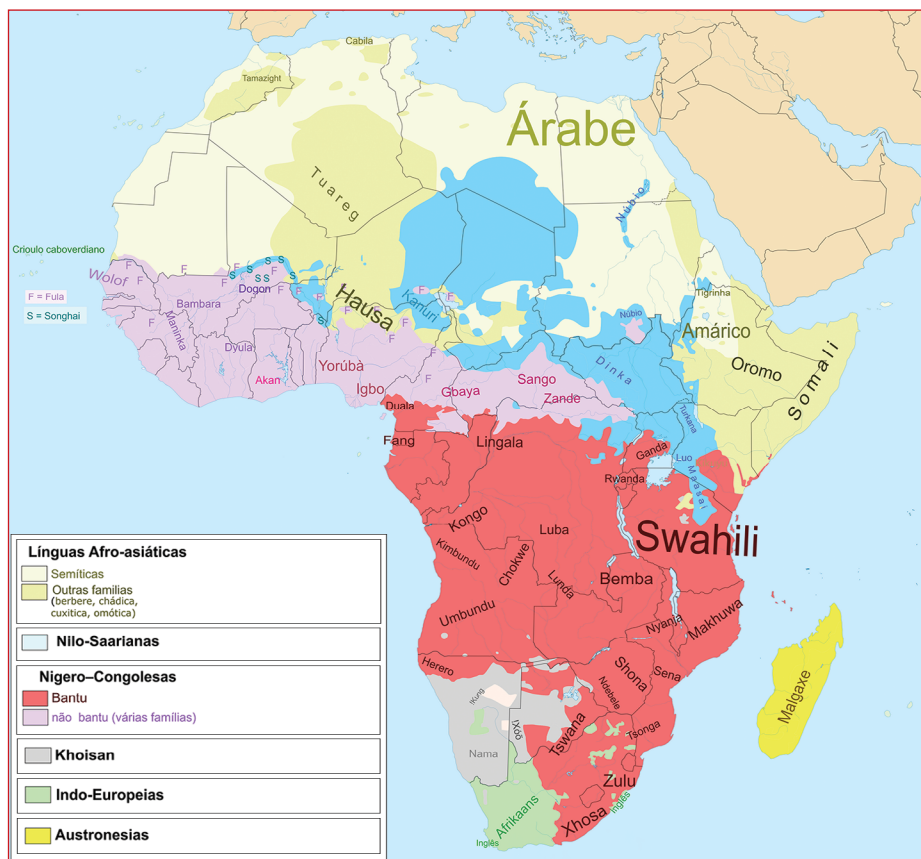 Cabila
Tamazight
Árabe
Tuareg
Núbio
Crioulo caboverdiano
Wolof
F
F
F
F
S
S
S
S
S S
S
F = Fula
S = Songhai
Bambara
Dogon
F
F
F
Hausa
Kanuri
F
F
F
F
F
Tigrinha
Núbio
Amárico
Maninka
Dyula
Akan
Yorúbà
Igbo
Gbaya
Sango
Zande
Dinka
Oromo
Somali
Duala
Fang
Lingala
Turkana
Luo
Maasai
Ganda
Rwanda
Kongo
Kimbundu
Chokwe
Luba
Swahili
Lunda
Bemba
Umbundu
Nyanja
Makhuwa
Herero
Shona
Sena
Ndebele
!Kung
!Xóõ
Nama
Tswana
Tsonga
Malgaxe
Zulu
Afrikaans
Xhosa
Inglês
Inglês
Línguas Afro-asiáticas
Semíticas
Outras familias
(berbere, chádica,
cuxitica, omótica)
Nilo-Saarianas
Nigero–Congolesas
Bantu
não bantu (várias famílias)
Khoisan
Indo-Europeias
Austronesias